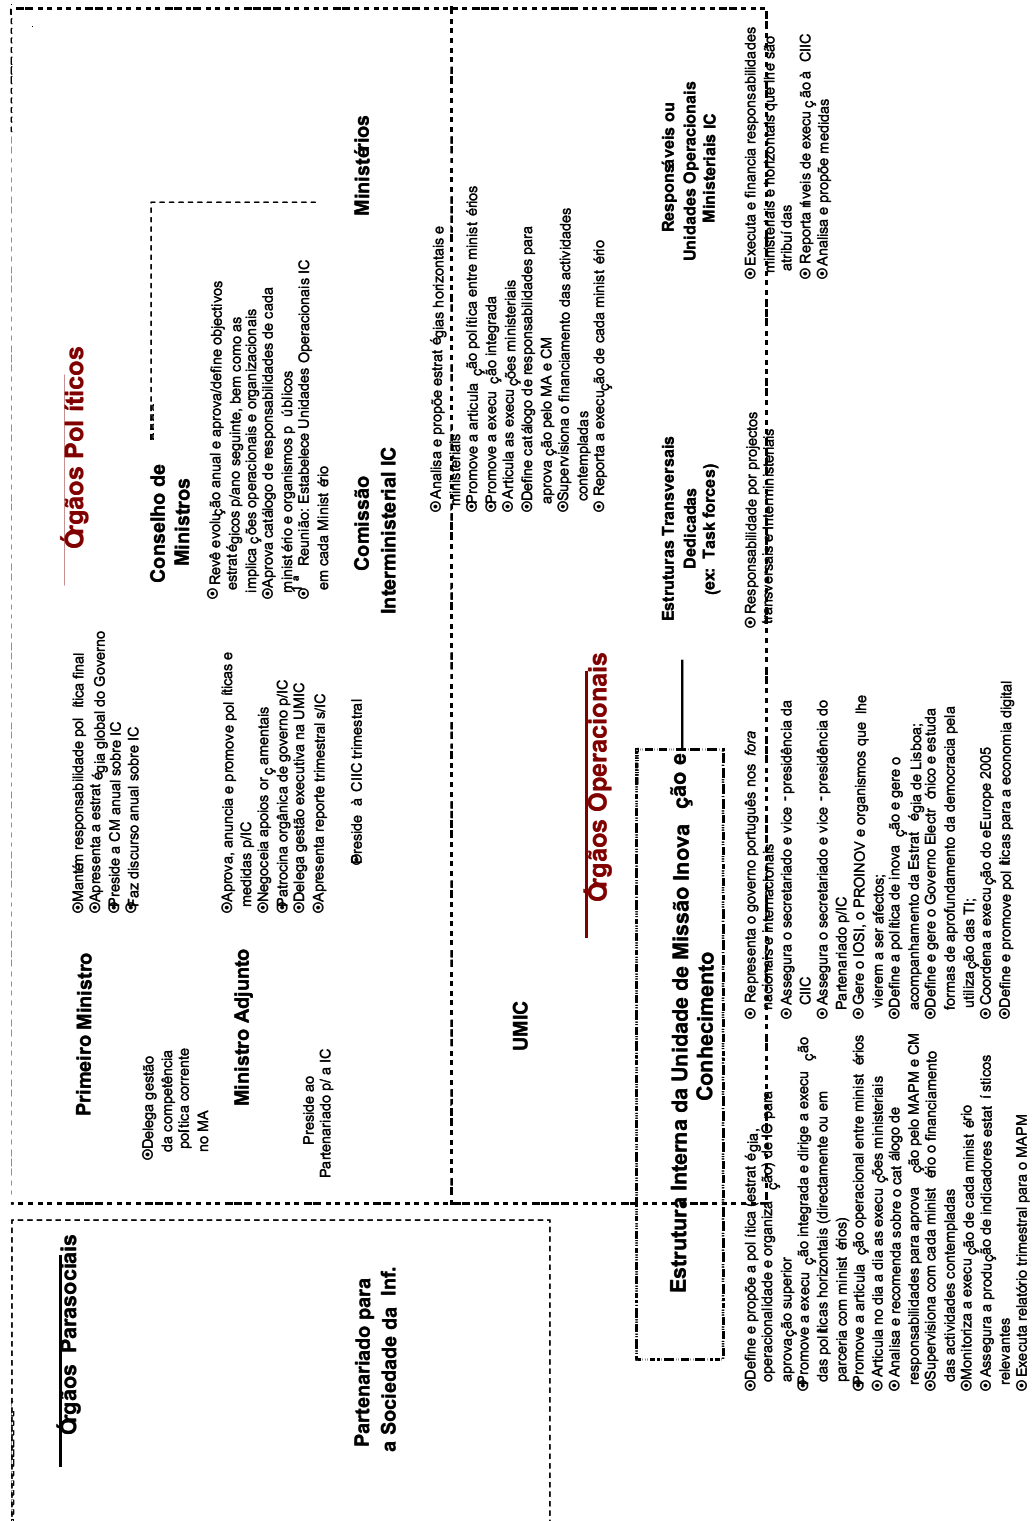 Órgãos Parasociais
Partenariado para
a Sociedade da Inf.
Órgãos Políticos
Primeiro Ministro
Mantém responsabilidade política final
Apresenta a estratégia global do Governo
Preside a CM anual sobre IC
Faz discurso anual sobre IC
Delega gestão
da competência
política corrente
no MA
Ministro Adjunto
Aprova, anuncia e promove políticas e
medidas p/IC
Negoceia apoios orçamentais
Patrocina orgânica de governo p/IC
Delega gestão executiva na UMIC
Apresenta reporte trimestral s/IC
Preside ao
Partenariado p/ a IC
Preside à CIIC trimestral
Conselho de
Ministros
Revê evolução anual e aprova/define objectivos
estratégicos p/ano seguinte, bem como as
implicações operacionais e organizacionais
Aprova catálogo de responsabilidades de cada
ministério e organismos públicos
1ª Reunião: Estabelece Unidades Operacionais IC
em cada Ministério
Comissão
Interministerial IC
Ministérios
Analisa e propõe estratégias horizontais e
ministeriais
Promove a articulação política entre ministérios
Promove a execução integrada
Articula as execuções ministeriais
Define catálogo de responsabilidades para
aprovação pelo MA e CM
Supervisiona o financiamento das actividades
contempladas
Reporta a execução de cada ministério
UMIC
Órgãos Operacionais
Estrutura Interna da Unidade de Missão Inovação e
Conhecimento
Estruturas Transversais
Dedicadas
(ex: Task forces)
Responsáveis ou
Unidades Operacionais
Ministeriais IC
Define e propõe a política (estratégia,
operacionalidade e organização) de IC para
aprovação superior
Promove a execução integrada e dirige a execução
das políticas horizontais (directamente ou em
parceria com ministérios)
Promove a articulação operacional entre ministérios
Articula no dia a dia as execuções ministeriais
Analisa e recomenda sobre o catálogo de
responsabilidades para aprovação pelo MAPM e CM
Supervisiona com cada ministério o financiamento
das actividades contempladas
Monitoriza a execução de cada ministério
Assegura a produção de indicadores estatísticos
relevantes
Executa relatório trimestral para o MAPM
Representa o governo português nos fora
nacionais e internacionais
Assegura o secretariado e vice-presidência da
CIIC
Assegura o secretariado e vice-presidência do
Partenariado p/IC
Gere o IOSI, o PROINOV e organismos que lhe
vierem a ser afectos;
Define a política de inovação e gere o
acompanhamento da Estratégia de Lisboa;
Define e gere o Governo Electrónico e estuda
formas de aprofundamento da democracia pela
utilização das TI;
Coordena a execução do eEurope 2005
Define e promove políticas para a economia digital
Responsabilidade por projectos
transversais e interministeriais
Executa e financia responsabilidades
ministeriais e horizontais que lhe são
atribuídas
Reporta níveis de execução à CIIC
Analisa e propõe medidas